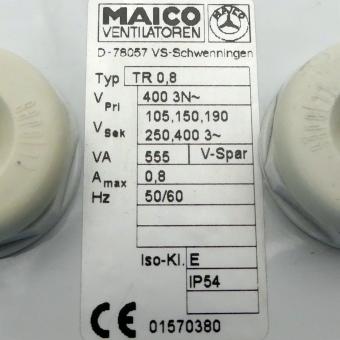 MAICO
VENTILATOREN
MAICO
D-78057 VS-Schwenningen
Typ TR 0,8
V Pri 400 3N~
V Sek 105,150,190
250,400 3~
VA 555 V-Spar
A max 0,8
Hz 50/60
Iso-Kl. E
IP54
CE 01570380